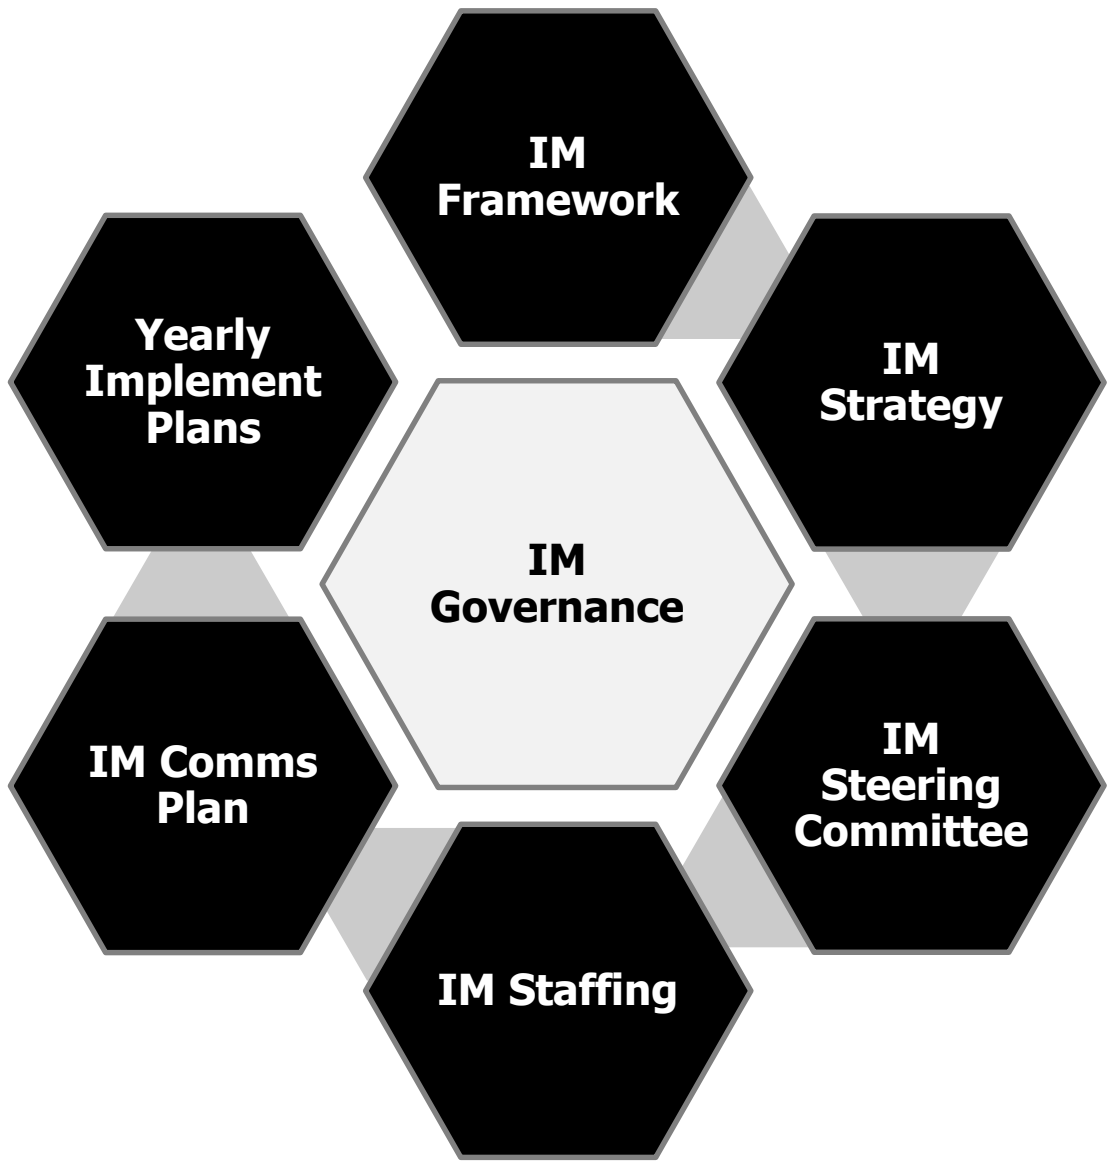 IM
Framework
IM
Strategy
IM
Steering
Committee
IM Staffing
IM Comms
Plan
Yearly
Implement
Plans
IM
Governance